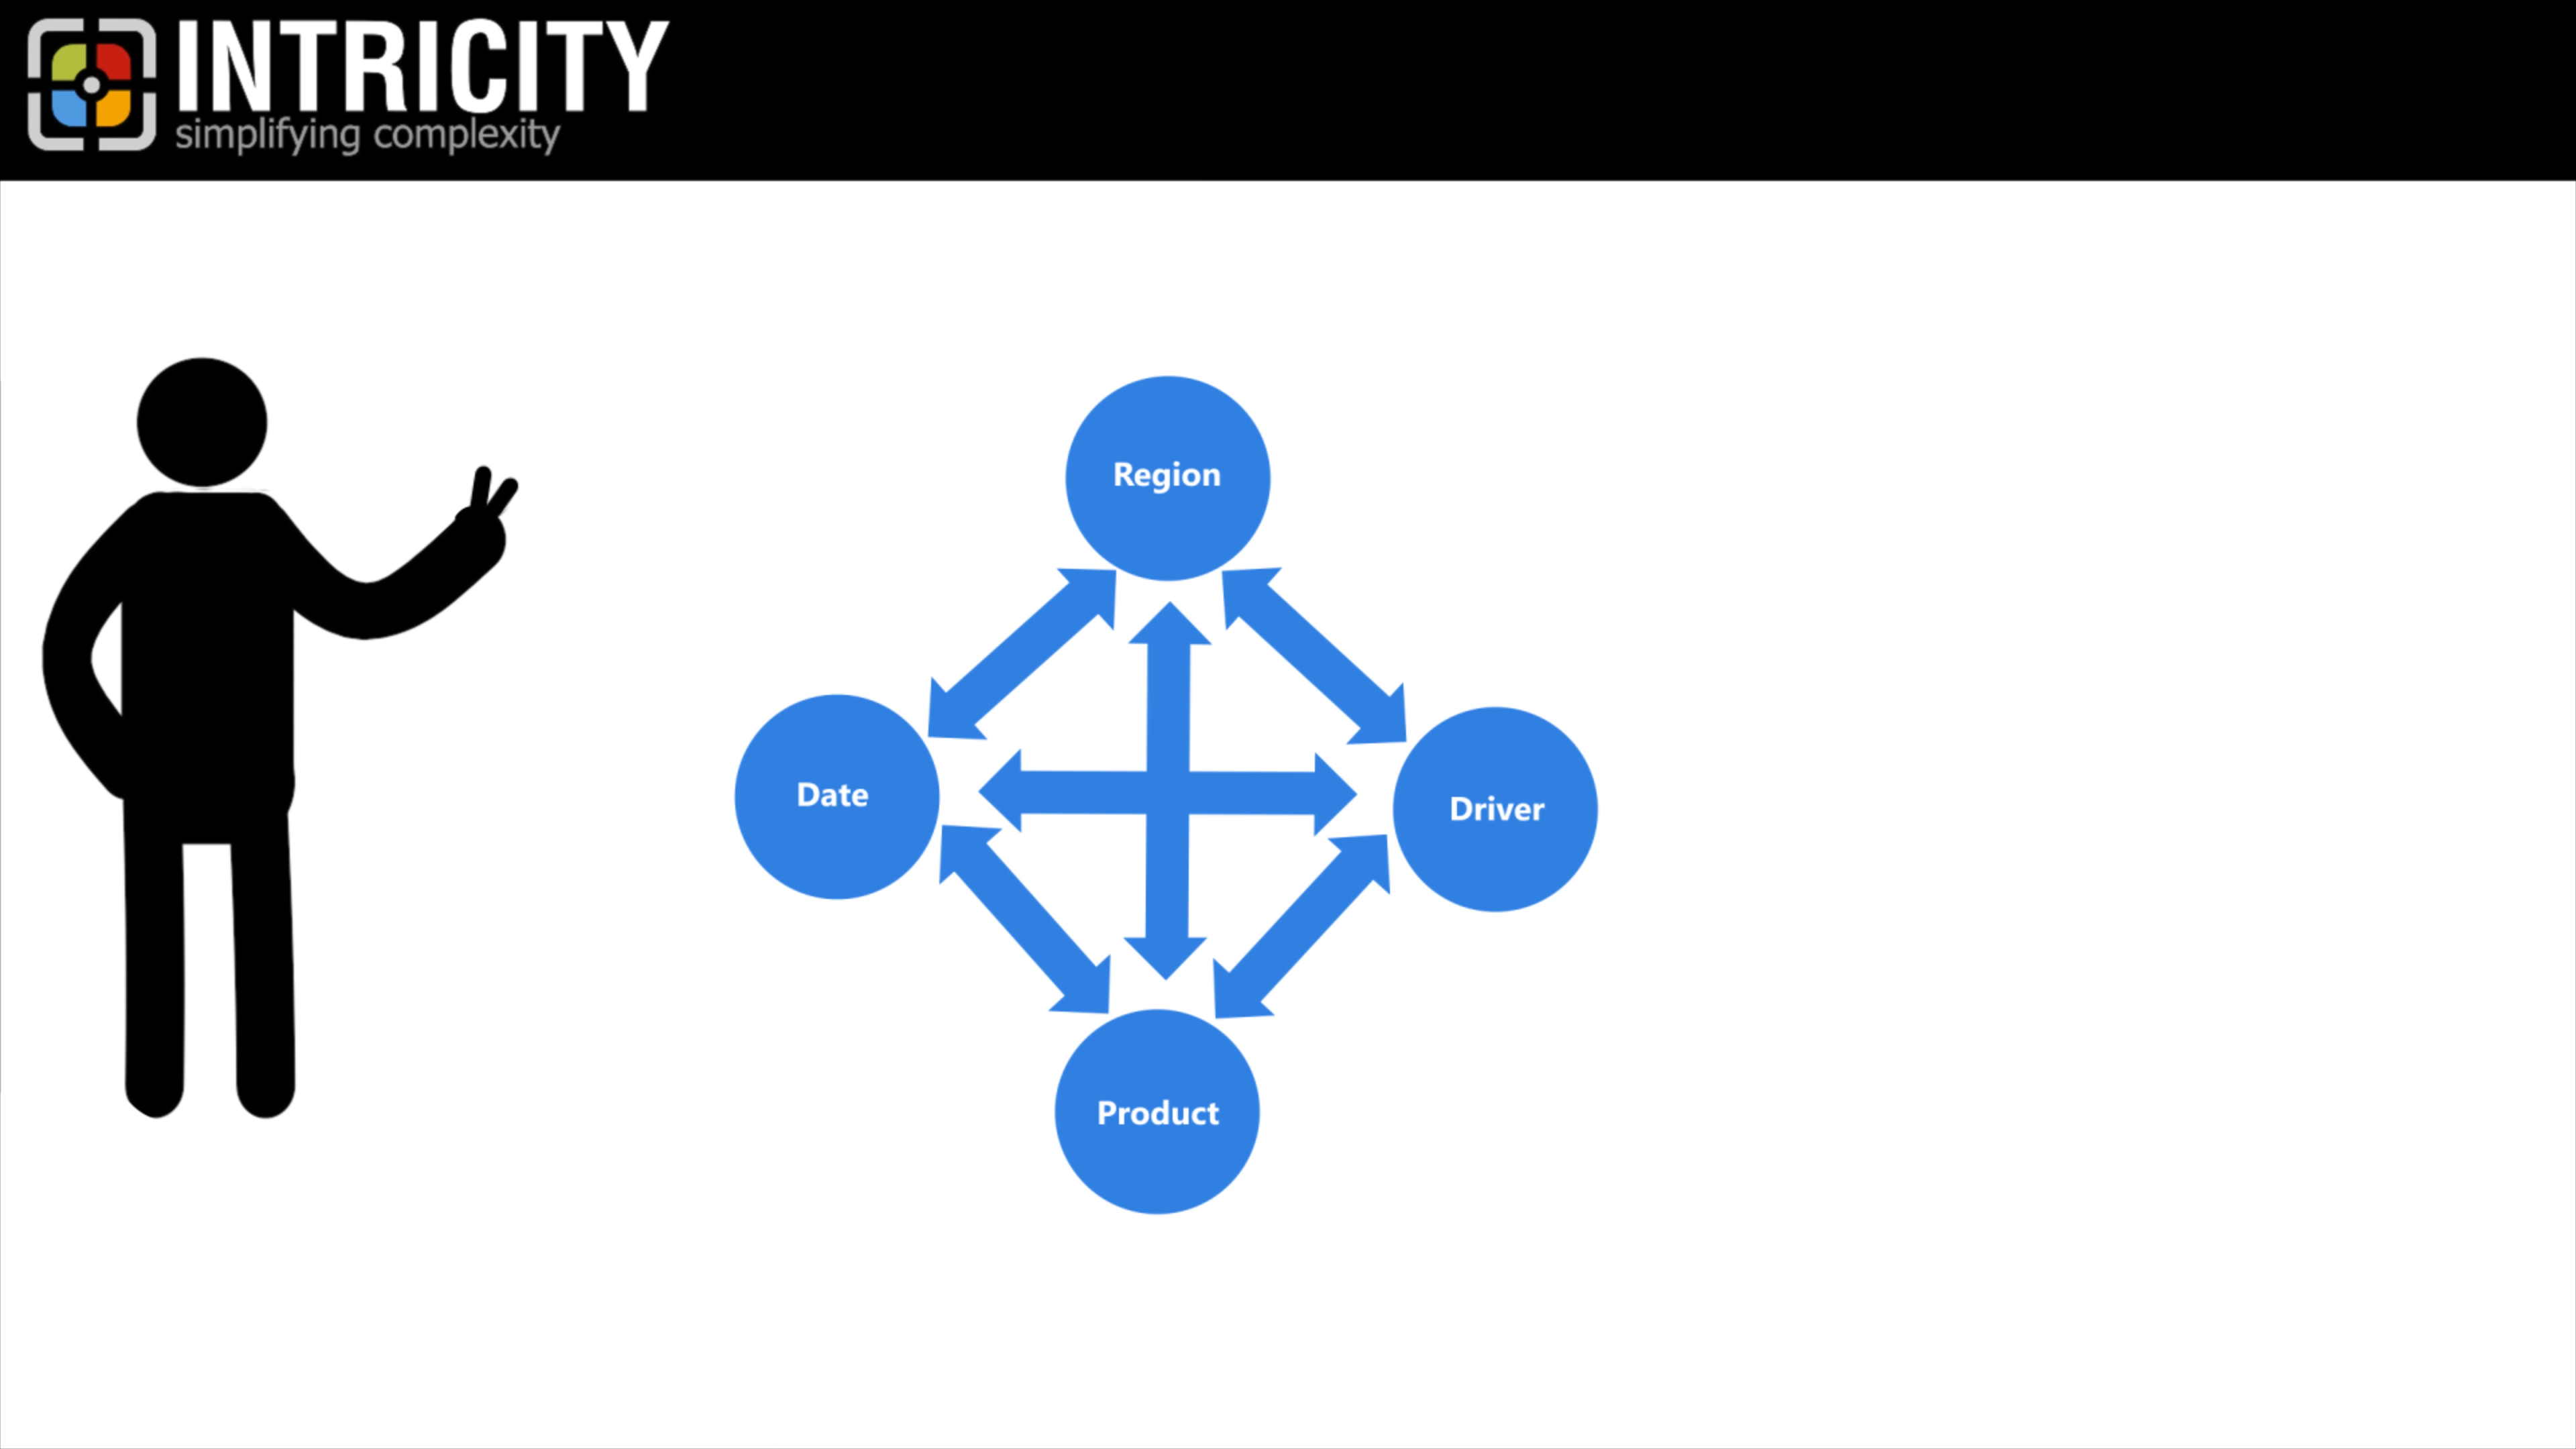 INTRICITY
simplifying complexity
Region
Date
Driver
Product